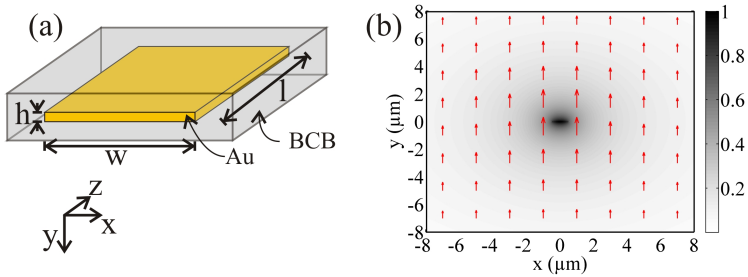 (a)
h
w
l
Au
BCB
z
x
y
(b)
8
6
4
2
0
-2
-4
-6
-8
y (μm)
-8 -6 -4 -2 0 2 4 6 8
x (μm)
1
0.8
0.6
0.4
0.2